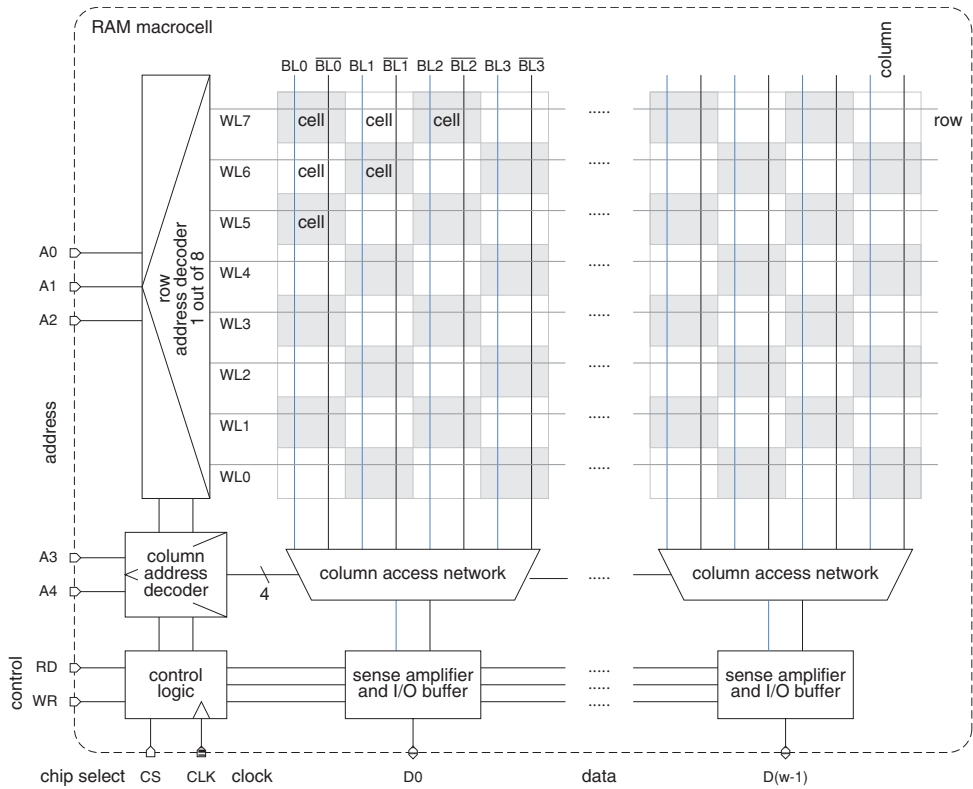 RAM macrocell
column
BL0 BL0 BL1 BL1 BL2 BL2 BL3 BL3
WL7 cell cell cell ..... row
WL6 cell cell .....
WL5 cell .....
WL4 .....
WL3 .....
WL2 .....
WL1 .....
WL0 .....
A0
A1
A2
row
address decoder
1 out of 8
address
A3
A4
column
address
decoder
4
column access network
.....
column access network
control
RD
WR
control
logic
sense amplifier
and I/O buffer
.....
.....
.....
sense amplifier
and I/O buffer
chip select CS CLK clock D0 data D(w-1)